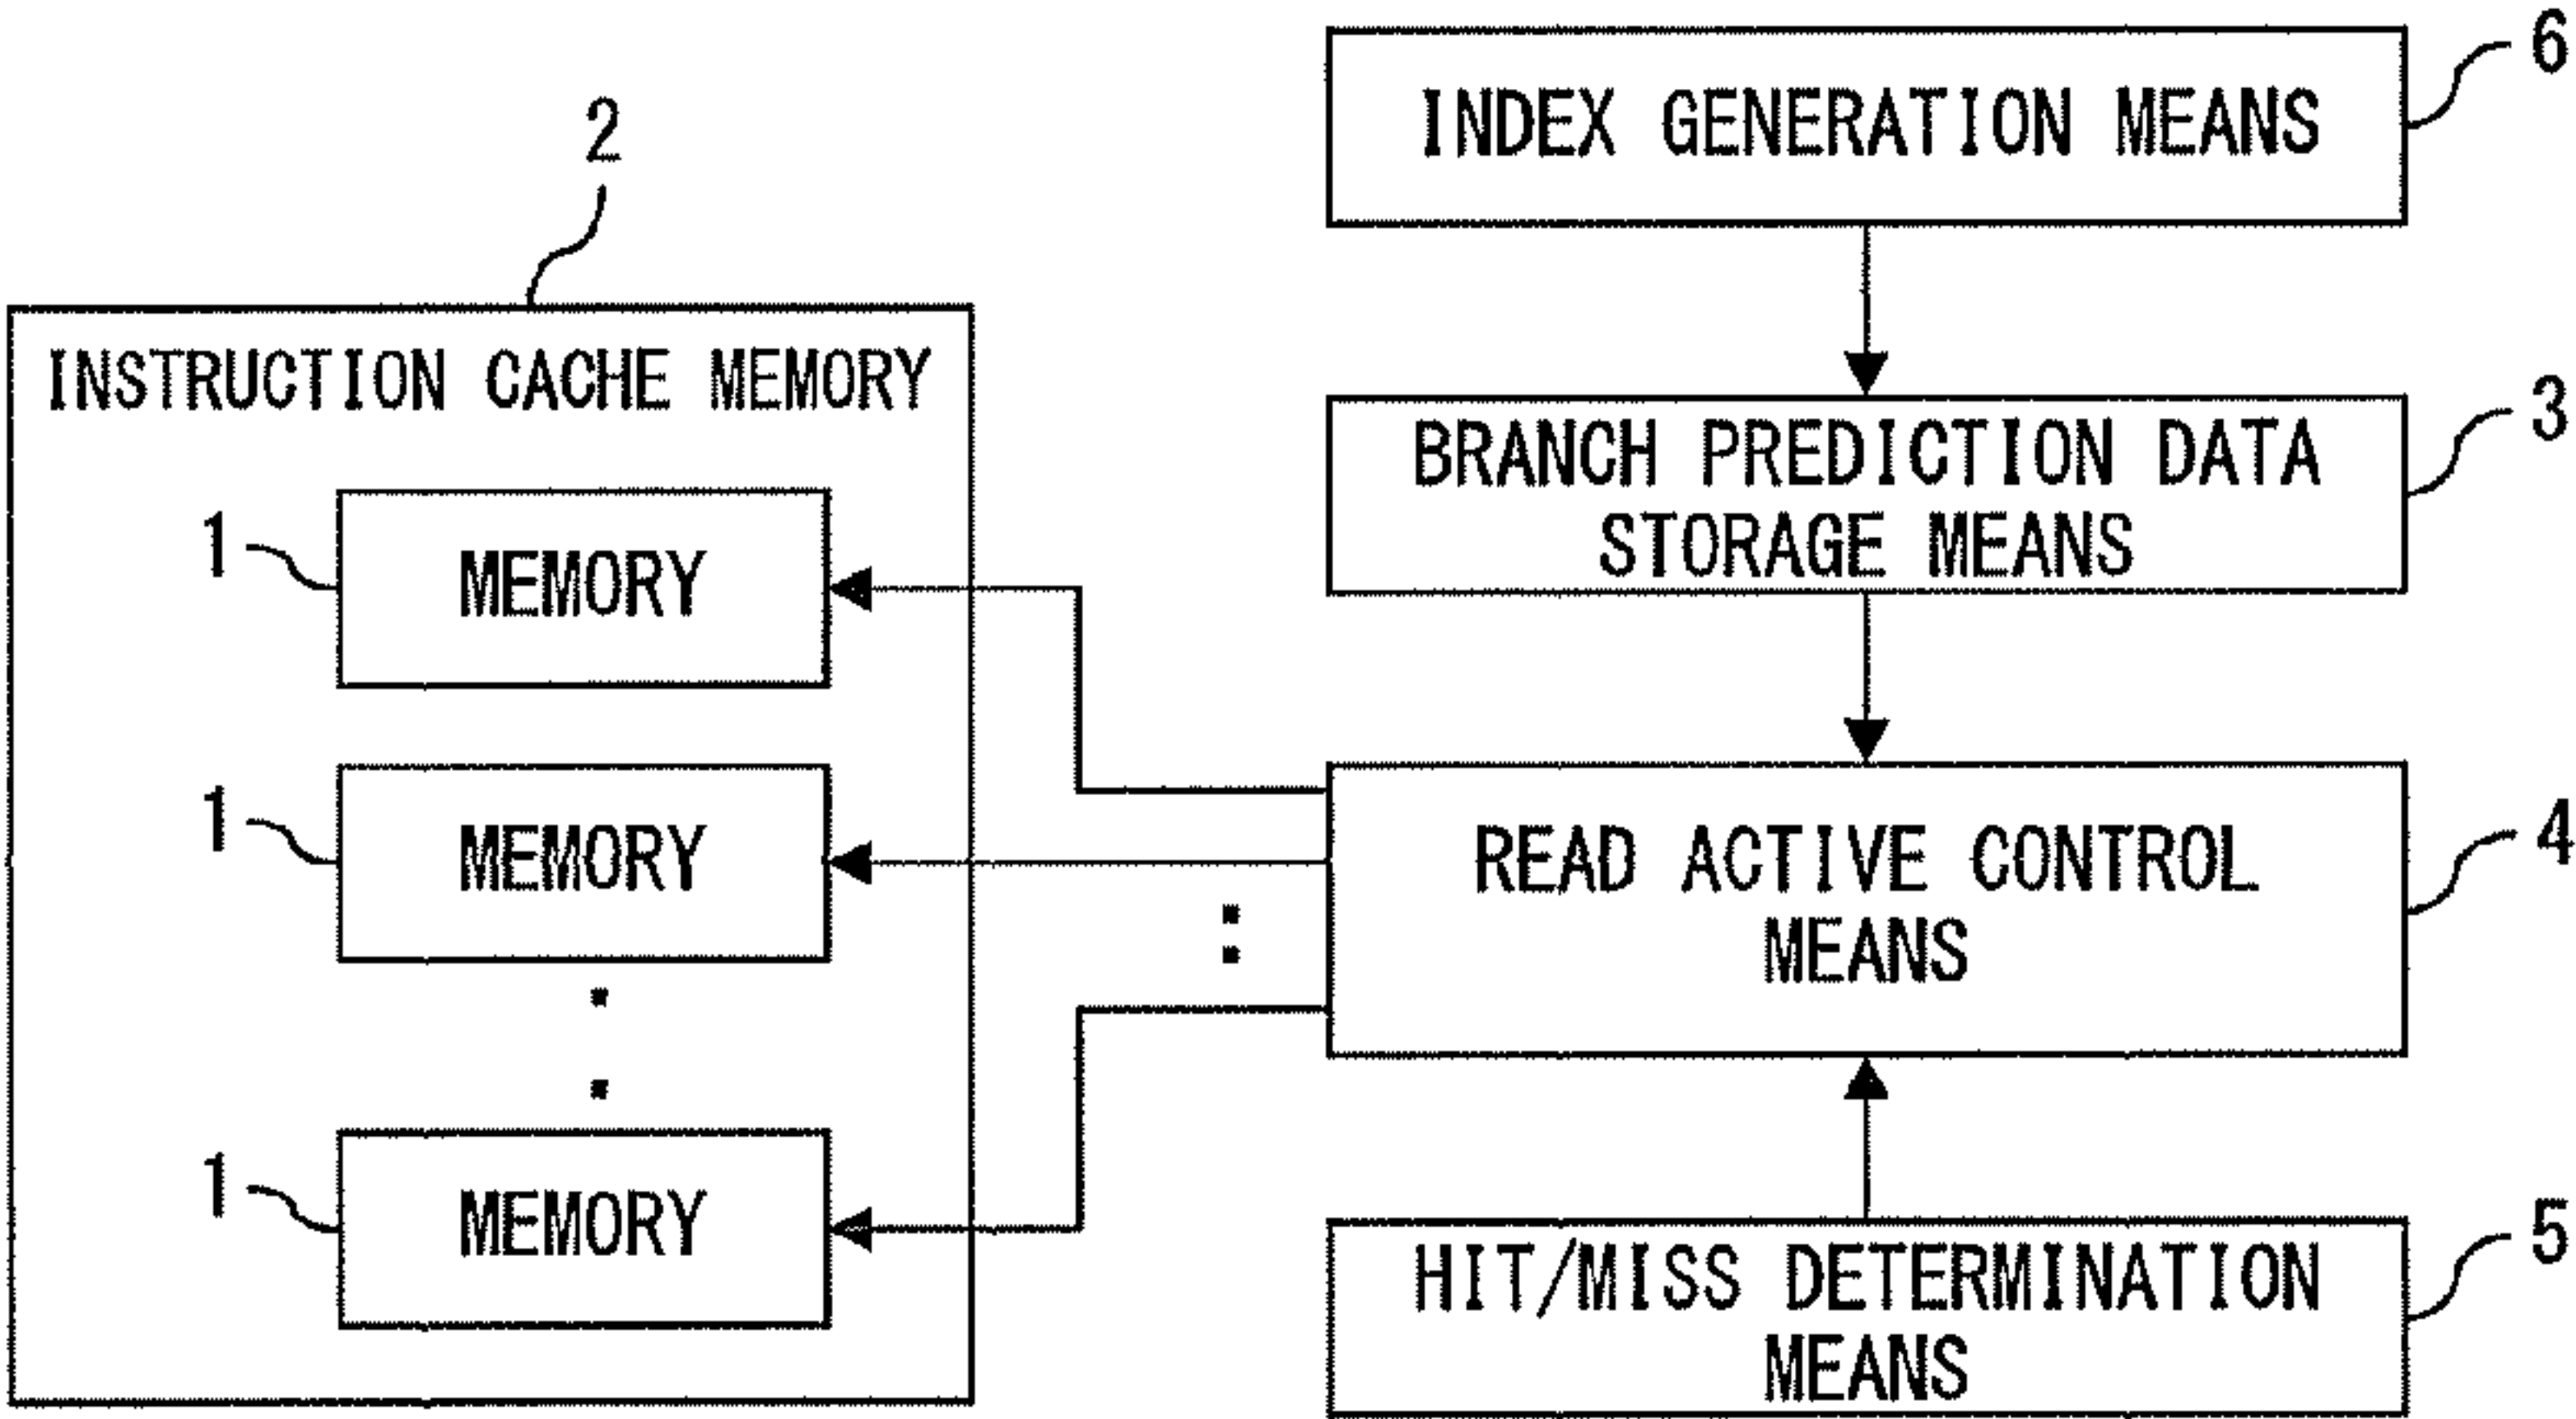 6
INDEX GENERATION MEANS
2
INSTRUCTION CACHE MEMORY
3
BRANCH PREDICTION DATA
STORAGE MEANS
1
MEMORY
1
MEMORY
4
READ ACTIVE CONTROL
MEANS
1
MEMORY
5
HIT/MISS DETERMINATION
MEANS